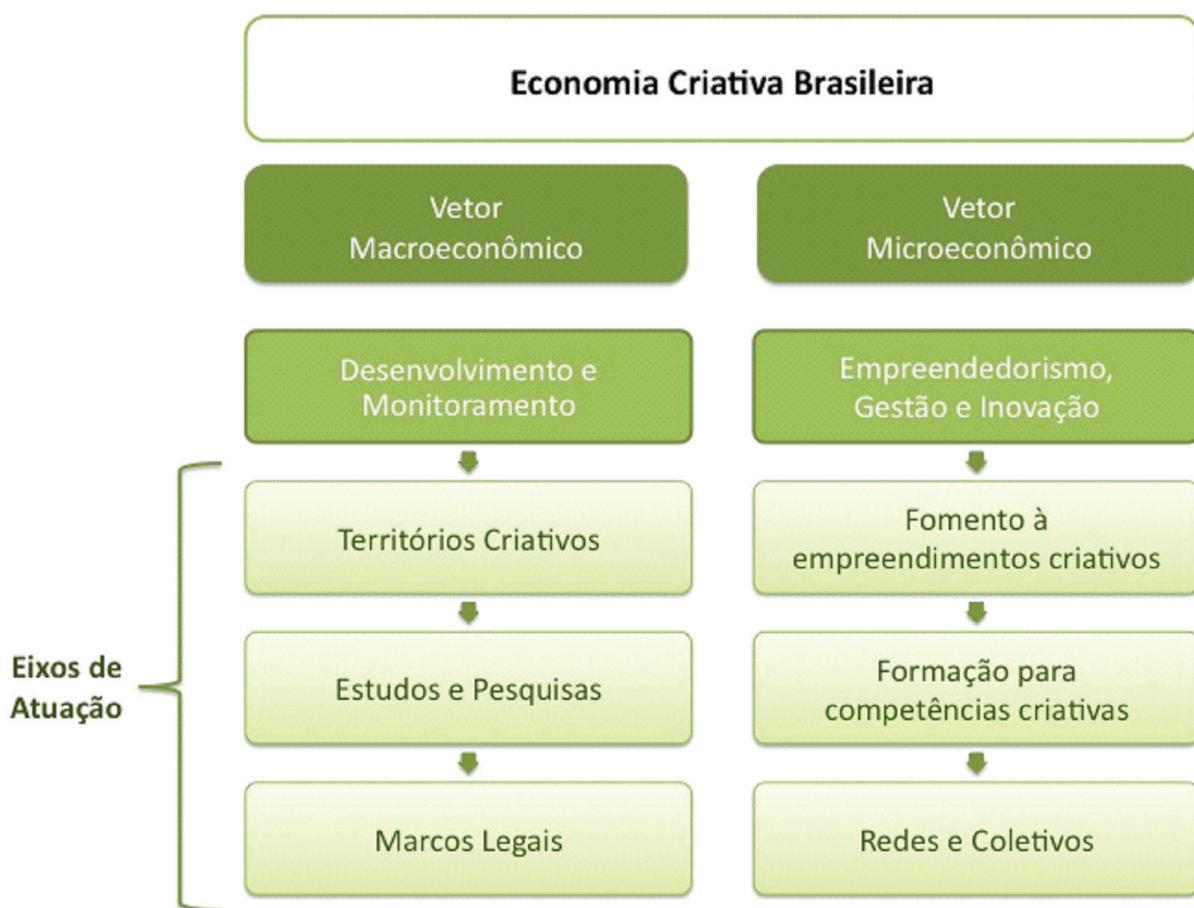 Economia Criativa Brasileira
Vetor
Macroeconômico
Vetor
Microeconômico
Desenvolvimento e
Monitoramento
Empreendedorismo,
Gestão e Inovação
Eixos de
Atuação
Territórios Criativos
Fomento à
empreendimentos criativos
Estudos e Pesquisas
Formação para
competências criativas
Marcos Legais
Redes e Coletivos